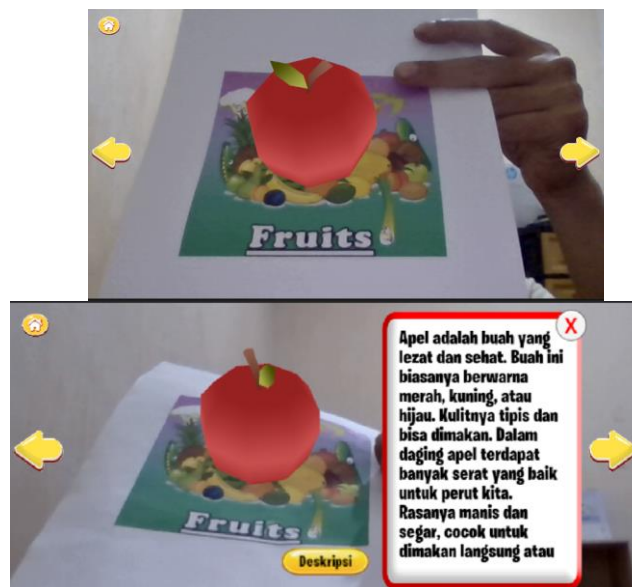 Fruits
X
Apel adalah buah yang
lezat dan sehat. Buah ini
biasanya berwarna
merah, kuning, atau
hijau. Kulitnya tipis dan
bisa dimakan. Dalam
daging apel terdapat
banyak serat yang baik
untuk perut kita.
Rasanya manis dan
segar, cocok untuk
dimakan langsung atau
Fruits
Deskripsi